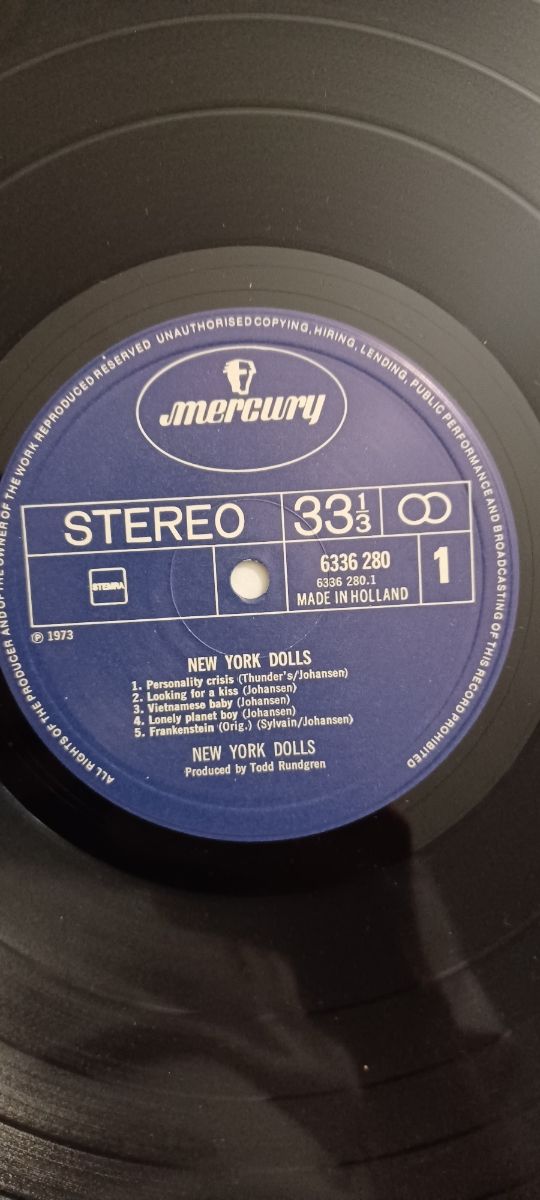 ALL RIGHTS OF THE PRODUCER AND OF THE OWNER OF THE WORK REPRODUCED RESERVED UNAUTHORISED COPYING, HIRING, LENDING, PUBLIC PERFORMANCE AND BROADCASTING OF THIS RECORD PROHIBITED
mercury
STEREO 33 1/3
STEMRA
6336 280
6336 280.1
MADE IN HOLLAND
1
℗ 1973
NEW YORK DOLLS
1. Personality crisis (Thunder's/Johansen)
2. Looking for a kiss (Johansen)
3. Vietnamese baby (Johansen)
4. Lonely planet boy (Johansen)
5. Frankenstein (Orig.) (Sylvain/Johansen)
NEW YORK DOLLS
Produced by Todd Rundgren